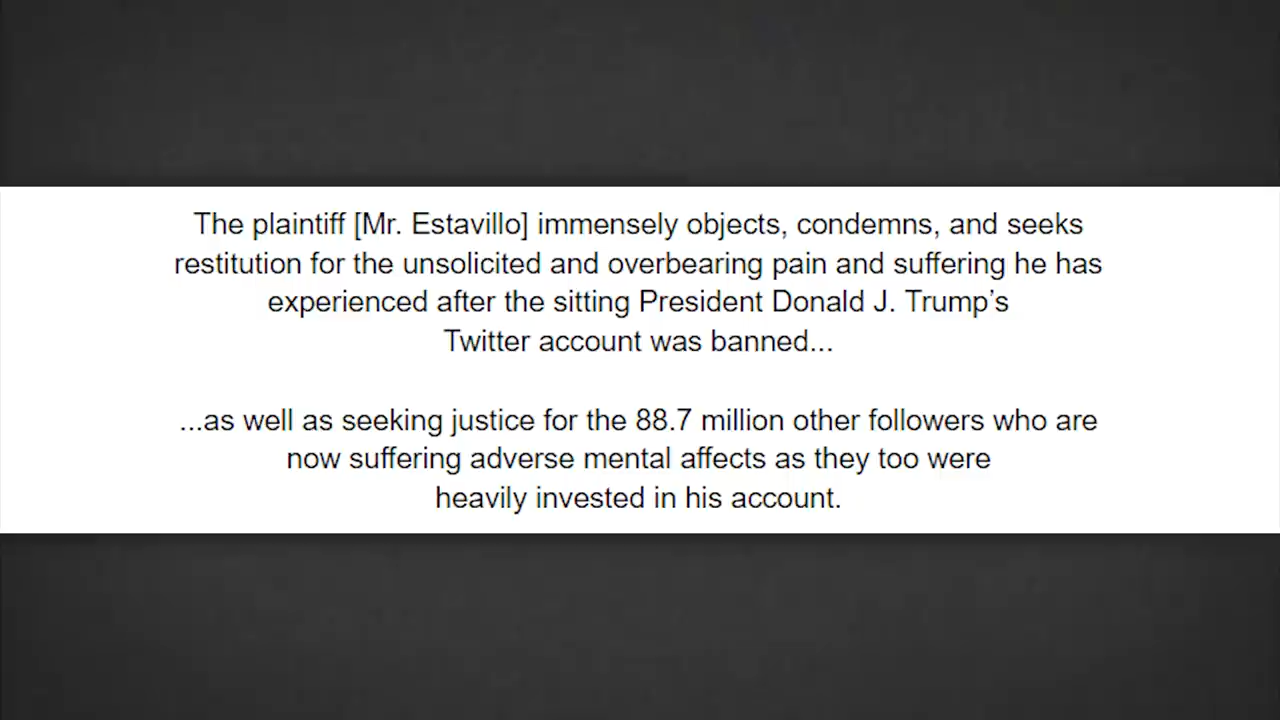 The plaintiff [Mr. Estavillo] immensely objects, condemns, and seeks
restitution for the unsolicited and overbearing pain and suffering he has
experienced after the sitting President Donald J. Trump’s
Twitter account was banned...
...as well as seeking justice for the 88.7 million other followers who are
now suffering adverse mental affects as they too were
heavily invested in his account.